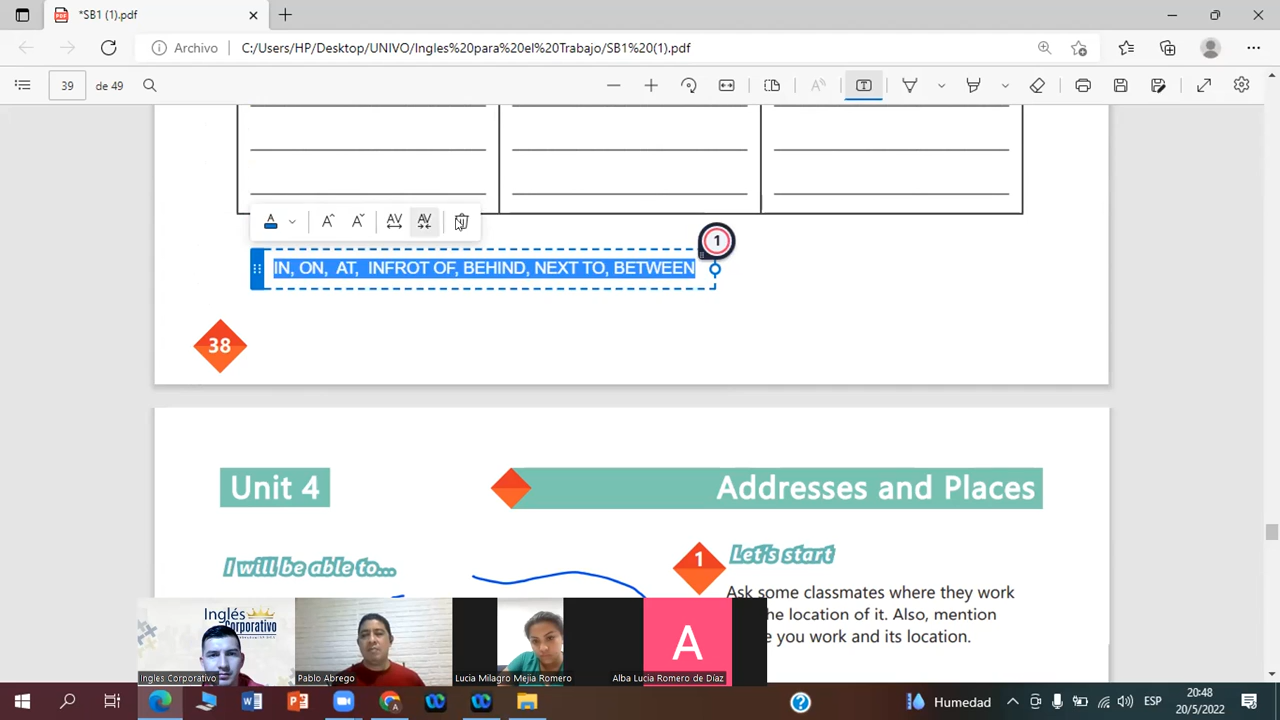 *SB1 (1).pdf
Archivo C:/Users/HP/Desktop/UNIVO/Ingles%20para%20el%20Trabajo/SB1%20(1).pdf
39 de 49
1
IN, ON, AT, INFROT OF, BEHIND, NEXT TO, BETWEEN
38
Unit 4
Addresses and Places
I will be able to...
1
Let's start
Ask some classmates where they work
he location of it. Also, mention
e you work and its location.
Inglés
Corporativo
Ingles Corporativo
Pablo Abrego
Lucia Milagro Mejia Romero
A
Alba Lucia Romero de Díaz
Humedad
ESP
20:48
20/5/2022